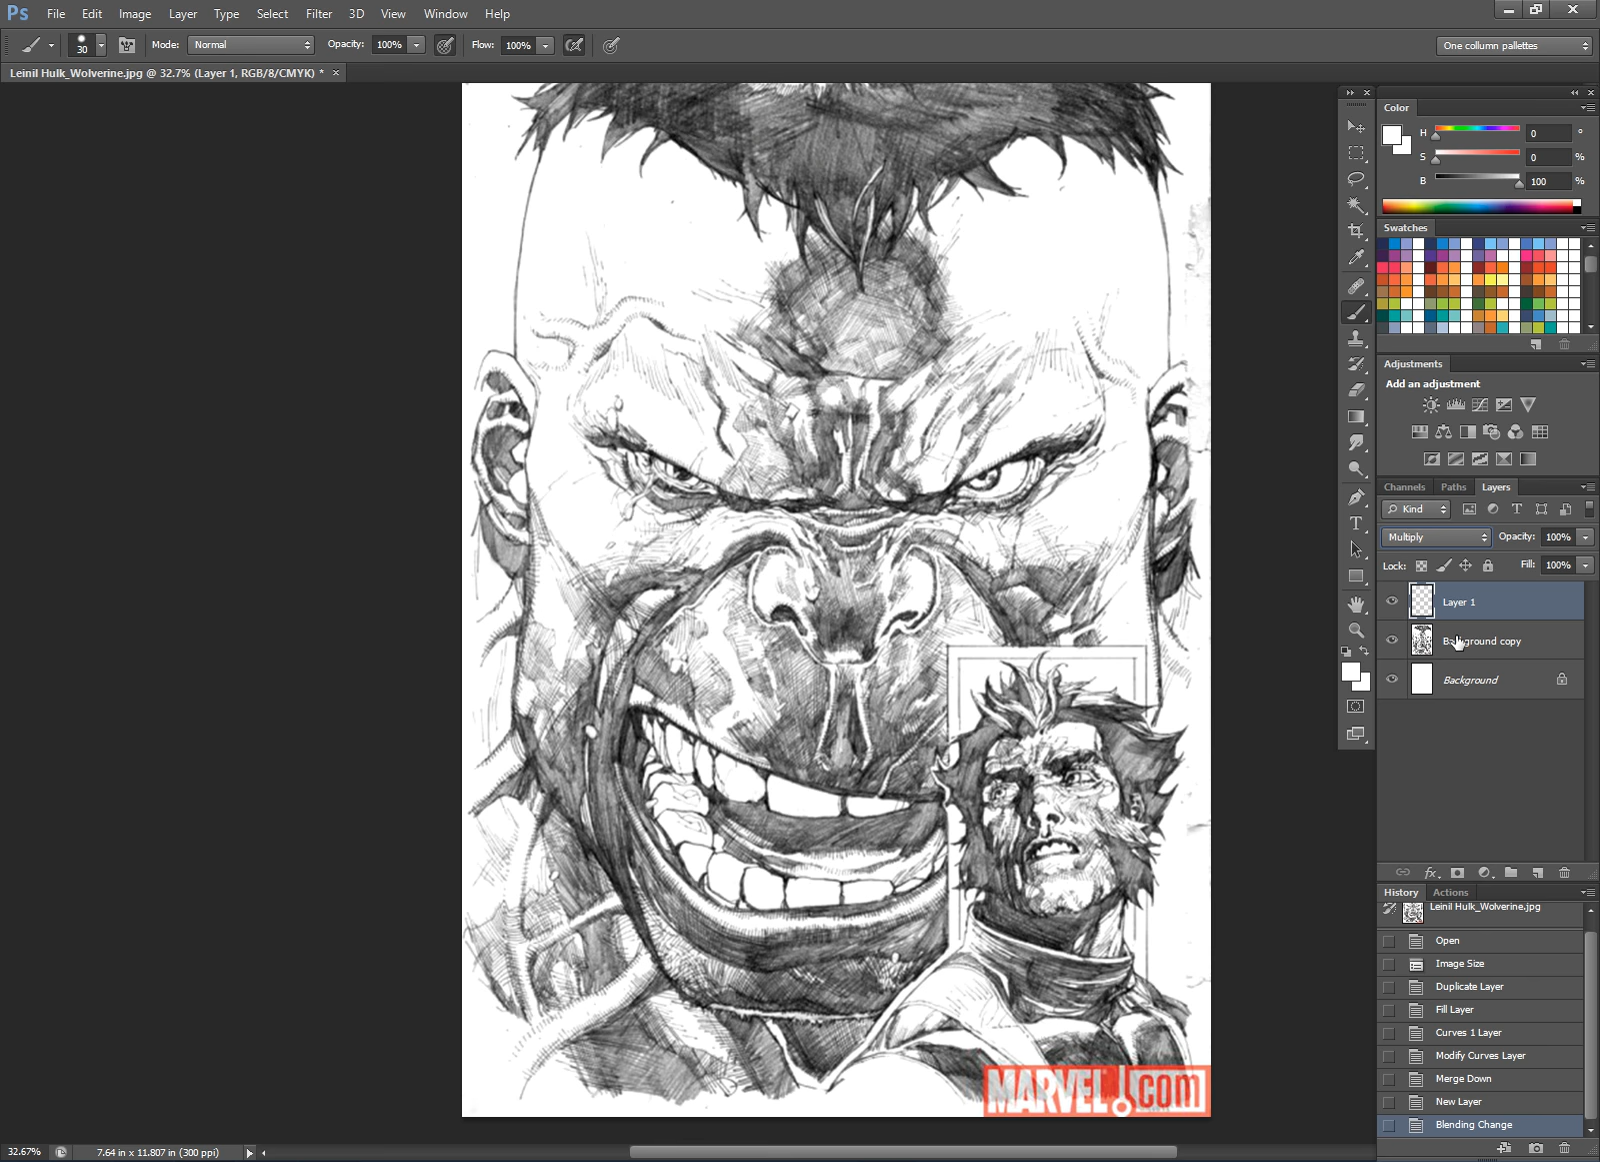 Ps File Edit Image Layer Type Select Filter 3D View Window Help
30 Mode: Normal Opacity: 100% Flow: 100% One collumn pallettes
Leinil Hulk_Wolverine.jpg @ 32.7% (Layer 1, RGB/8/CMYK) * ×
Color
H 0 °
S 0 %
B 100 %
Swatches
Adjustments
Add an adjustment
Channels Paths Layers
Kind
Multiply Opacity: 100%
Lock: Fill: 100%
Layer 1
Background copy
Background
fx
History Actions
Leinil Hulk_Wolverine.jpg
Open
Image Size
Duplicate Layer
Fill Layer
Curves 1 Layer
Modify Curves Layer
Merge Down
New Layer
Blending Change
MARVEL.com
32.67% 7.64 in x 11.807 in (300 ppi)